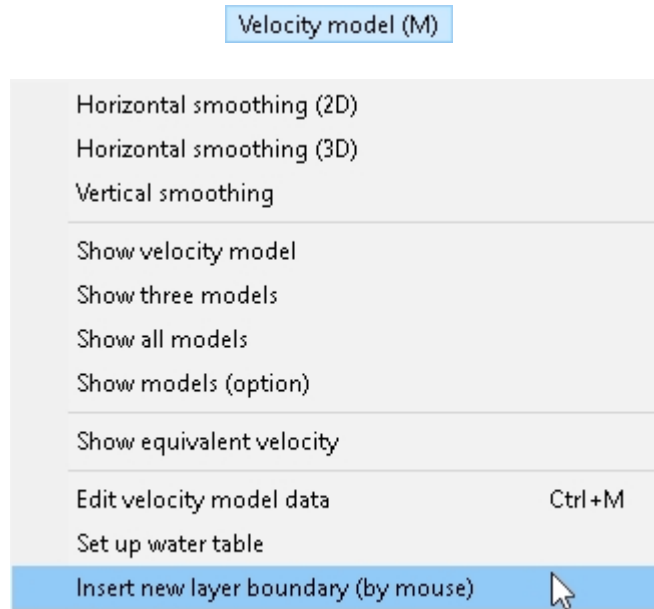 Velocity model (M)
Horizontal smoothing (2D)
Horizontal smoothing (3D)
Vertical smoothing
Show velocity model
Show three models
Show all models
Show models (option)
Show equivalent velocity
Edit velocity model data Ctrl+M
Set up water table
Insert new layer boundary (by mouse)